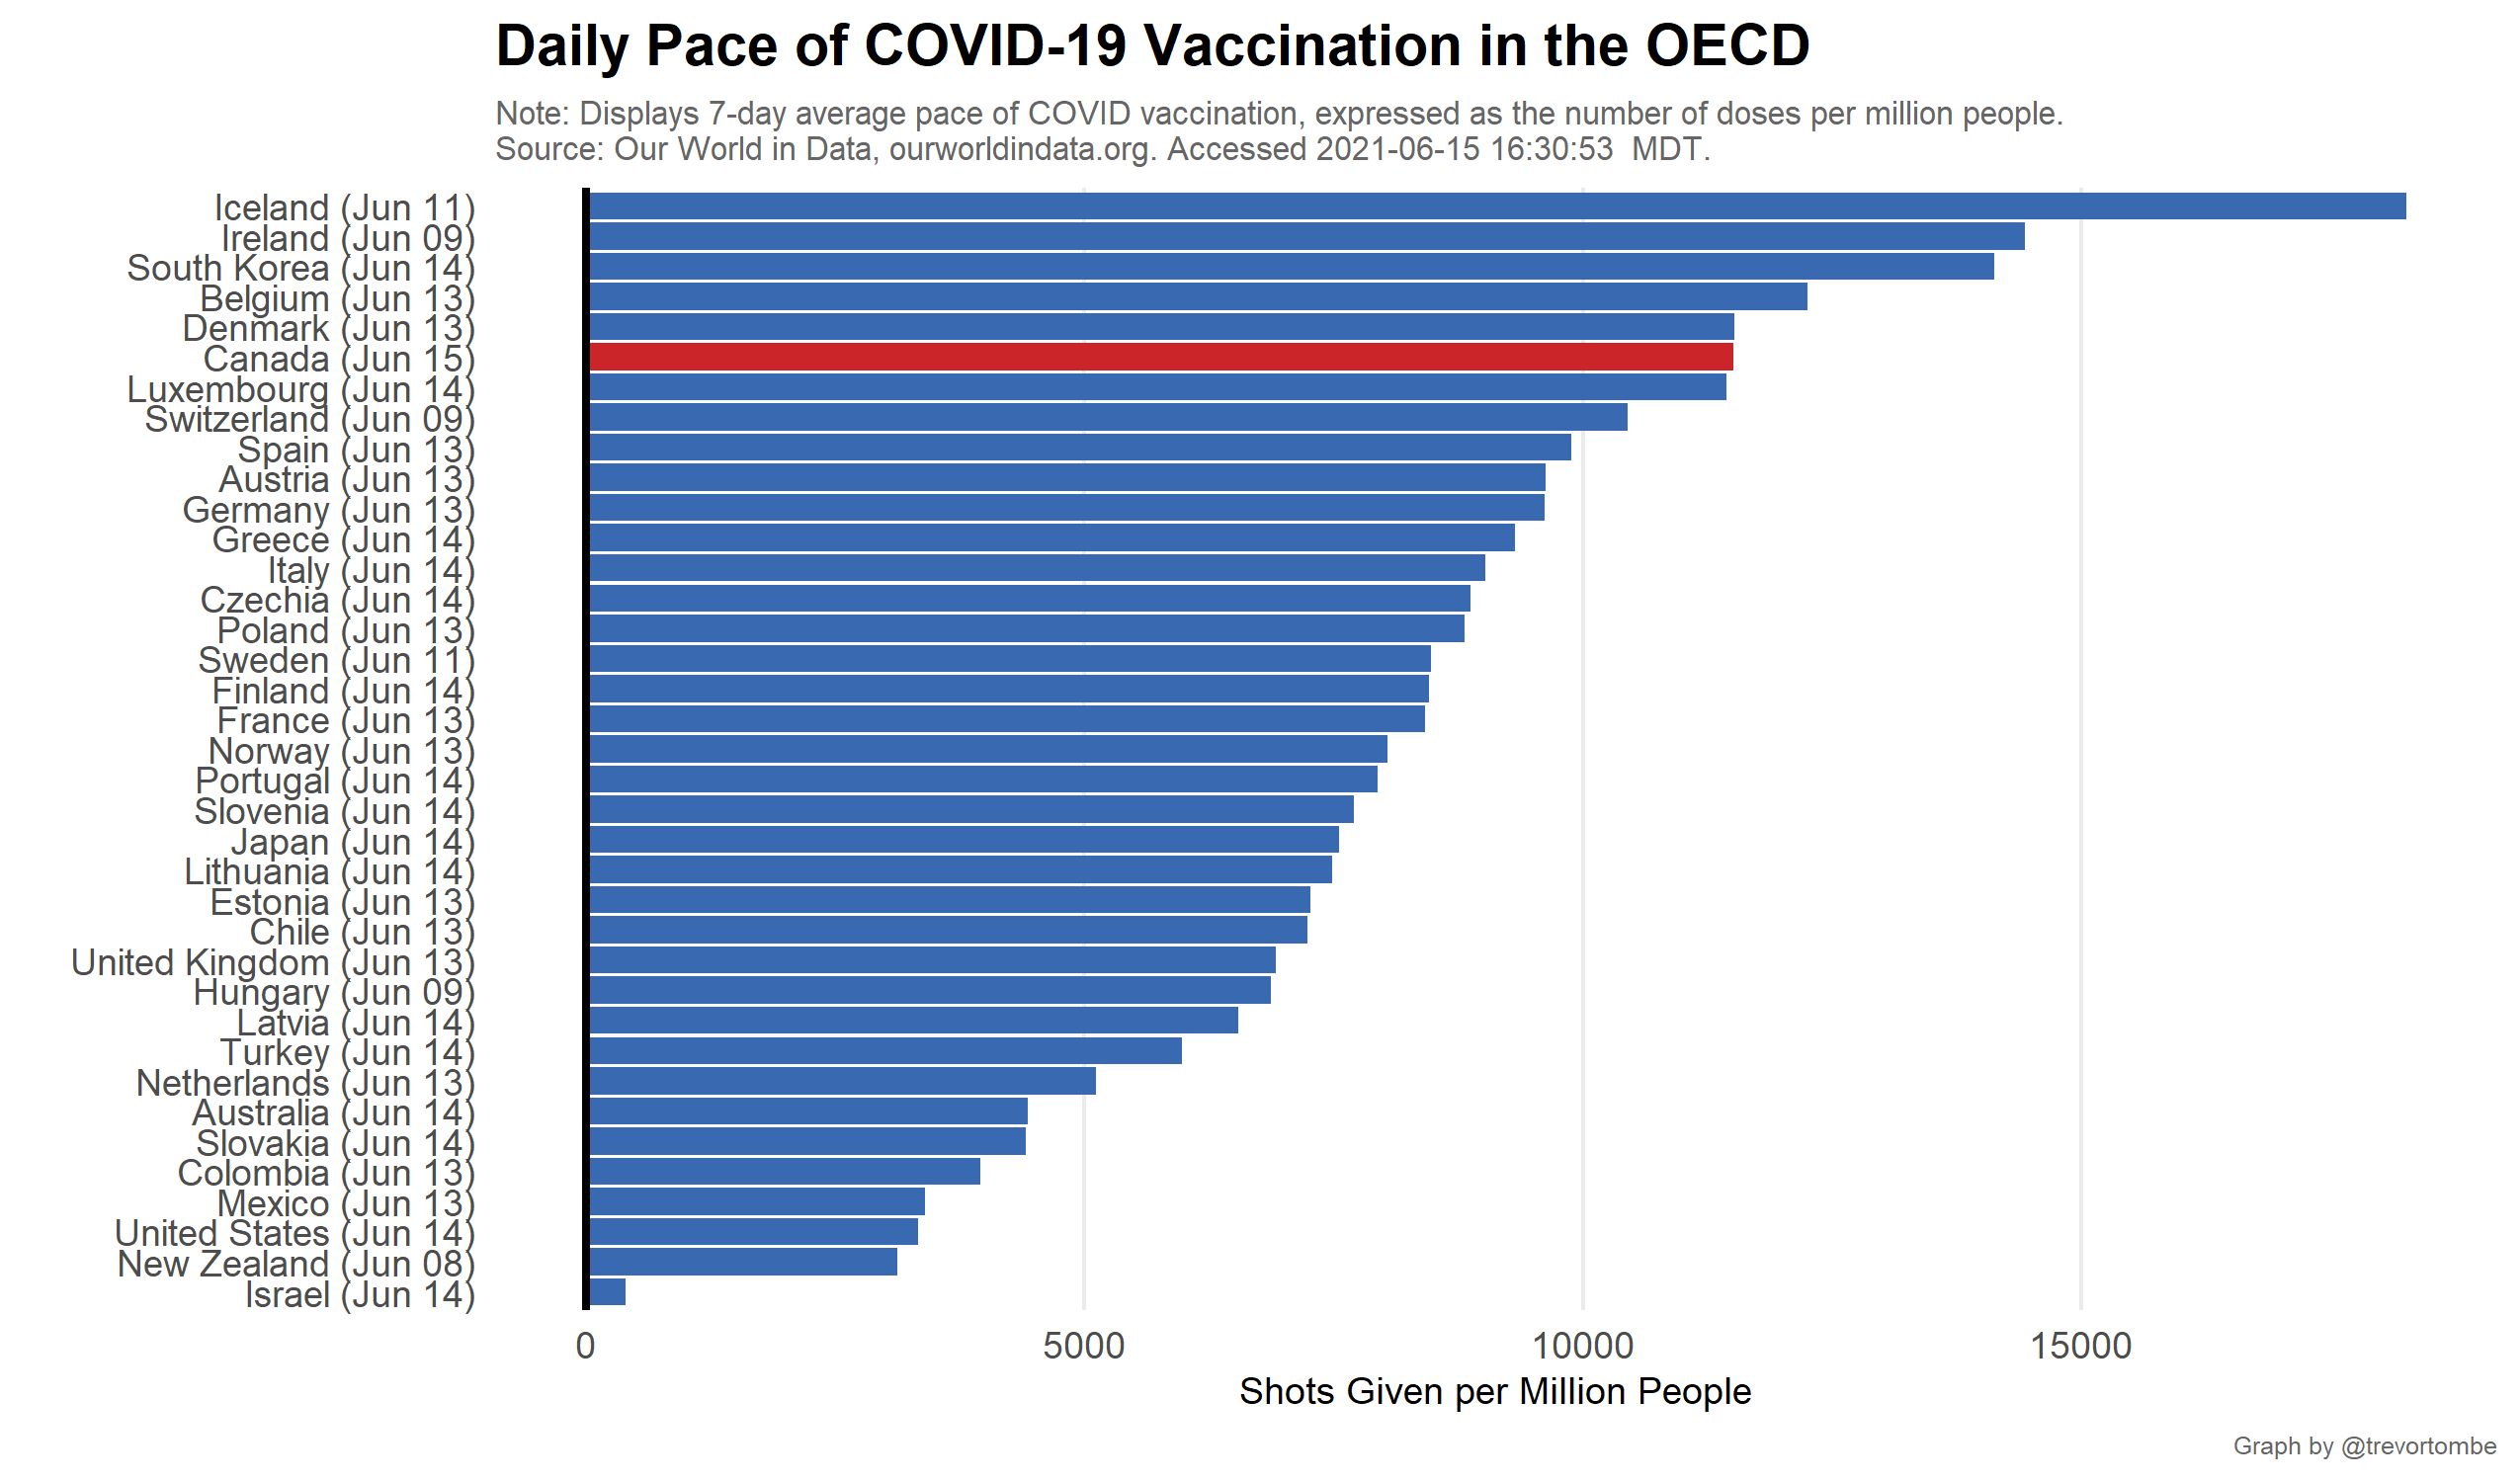 Daily Pace of COVID-19 Vaccination in the OECD
Note: Displays 7-day average pace of COVID vaccination, expressed as the number of doses per million people.
Source: Our World in Data, ourworldindata.org. Accessed 2021-06-15 16:30:53  MDT.
Iceland (Jun 11)
Ireland (Jun 09)
South Korea (Jun 14)
Belgium (Jun 13)
Denmark (Jun 13)
Canada (Jun 15)
Luxembourg (Jun 14)
Switzerland (Jun 09)
Spain (Jun 13)
Austria (Jun 13)
Germany (Jun 13)
Greece (Jun 14)
Italy (Jun 14)
Czechia (Jun 14)
Poland (Jun 13)
Sweden (Jun 11)
Finland (Jun 14)
France (Jun 13)
Norway (Jun 13)
Portugal (Jun 14)
Slovenia (Jun 14)
Japan (Jun 14)
Lithuania (Jun 14)
Estonia (Jun 13)
Chile (Jun 13)
United Kingdom (Jun 13)
Hungary (Jun 09)
Latvia (Jun 14)
Turkey (Jun 14)
Netherlands (Jun 13)
Australia (Jun 14)
Slovakia (Jun 14)
Colombia (Jun 13)
Mexico (Jun 13)
United States (Jun 14)
New Zealand (Jun 08)
Israel (Jun 14)
0 5000 10000 15000
Shots Given per Million People
Graph by @trevortombe